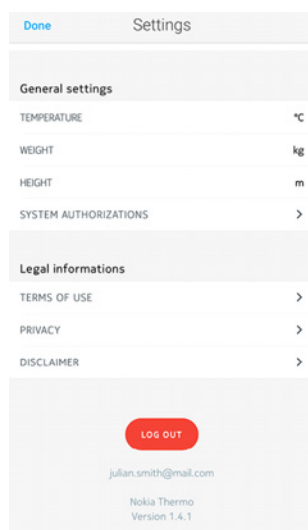 Done Settings
General settings
TEMPERATURE °C
WEIGHT kg
HEIGHT m
SYSTEM AUTHORIZATIONS >
Legal informations
TERMS OF USE >
PRIVACY >
DISCLAIMER >
LOG OUT
julian.smith@mail.com
Nokia Thermo
Version 1.4.1